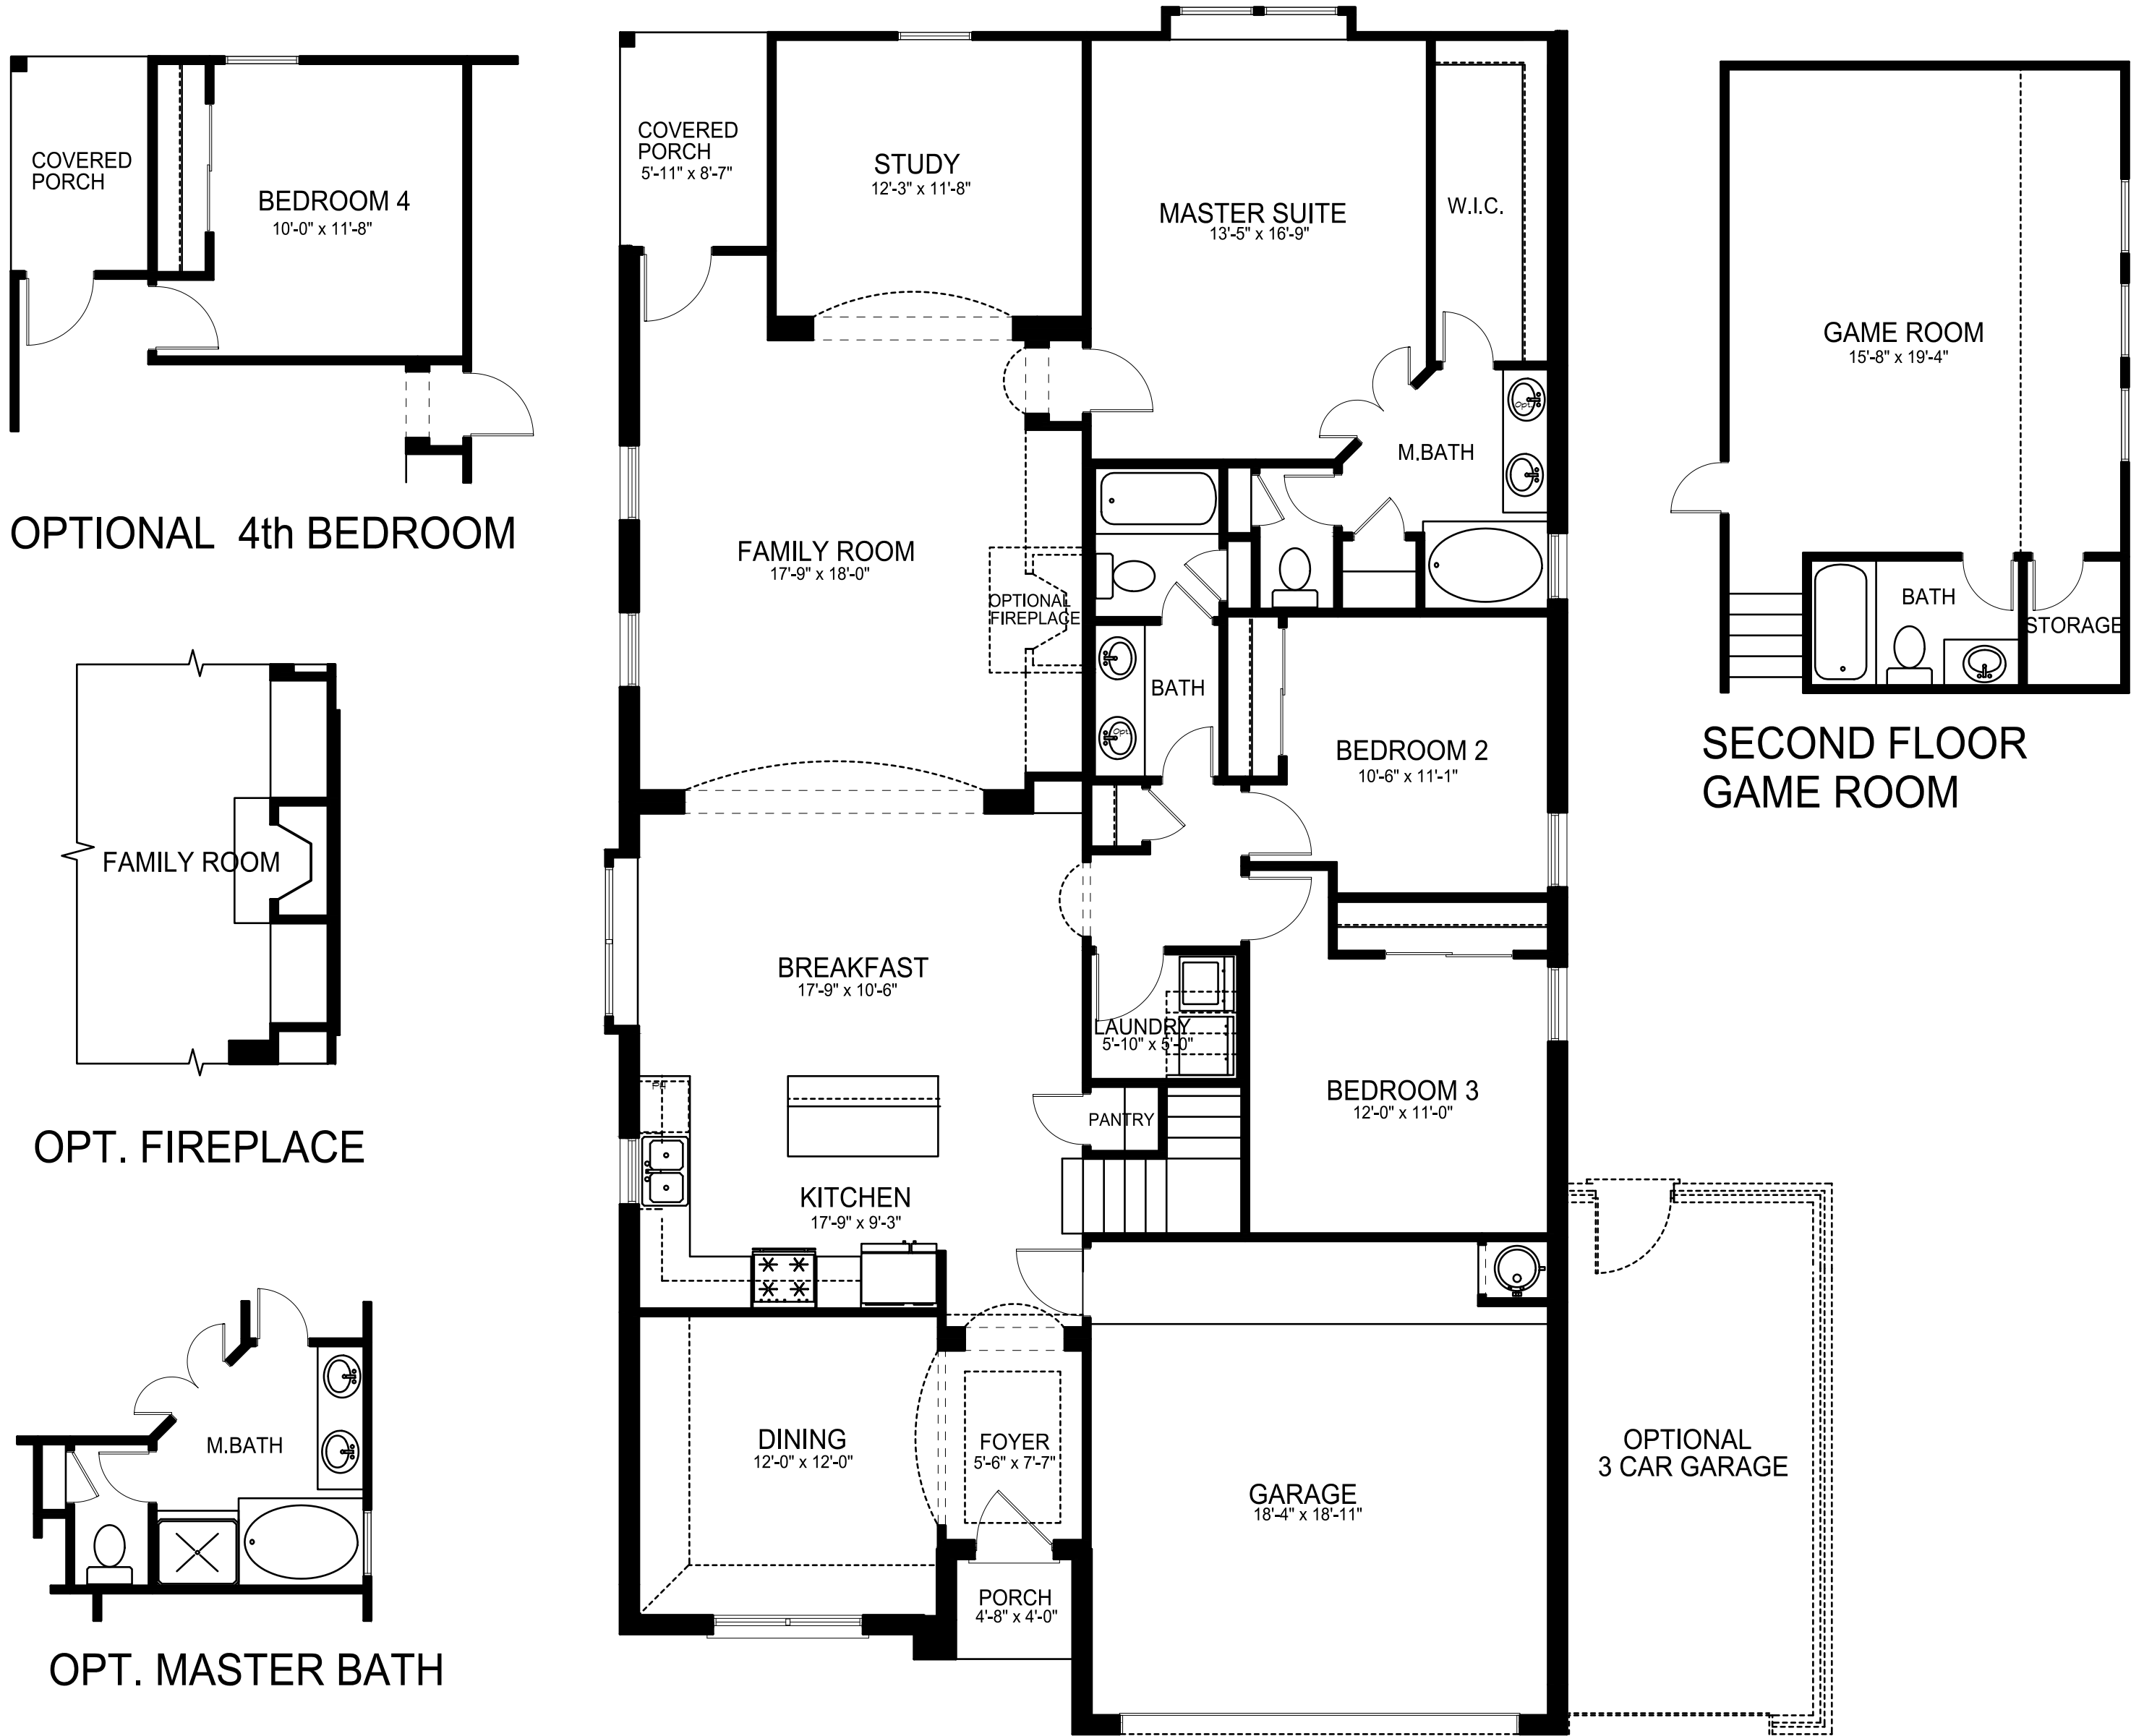 COVERED
PORCH
BEDROOM 4
10'-0" x 11'-8"
OPTIONAL 4th BEDROOM
FAMILY ROOM
OPT. FIREPLACE
M.BATH
OPT. MASTER BATH
COVERED
PORCH
5'-11" x 8'-7"
STUDY
12'-3" x 11'-8"
MASTER SUITE
13'-5" x 16'-9"
W.I.C.
Opt.
M.BATH
FAMILY ROOM
17'-9" x 18'-0"
OPTIONAL
FIREPLACE
BATH
Opt.
BEDROOM 2
10'-6" x 11'-1"
BREAKFAST
17'-9" x 10'-6"
LAUNDRY
5'-10" x 5'-0"
PANTRY
BEDROOM 3
12'-0" x 11'-0"
KITCHEN
17'-9" x 9'-3"
DINING
12'-0" x 12'-0"
FOYER
5'-6" x 7'-7"
GARAGE
18'-4" x 18'-11"
PORCH
4'-8" x 4'-0"
OPTIONAL
3 CAR GARAGE
GAME ROOM
15'-8" x 19'-4"
BATH
STORAGE
SECOND FLOOR
GAME ROOM